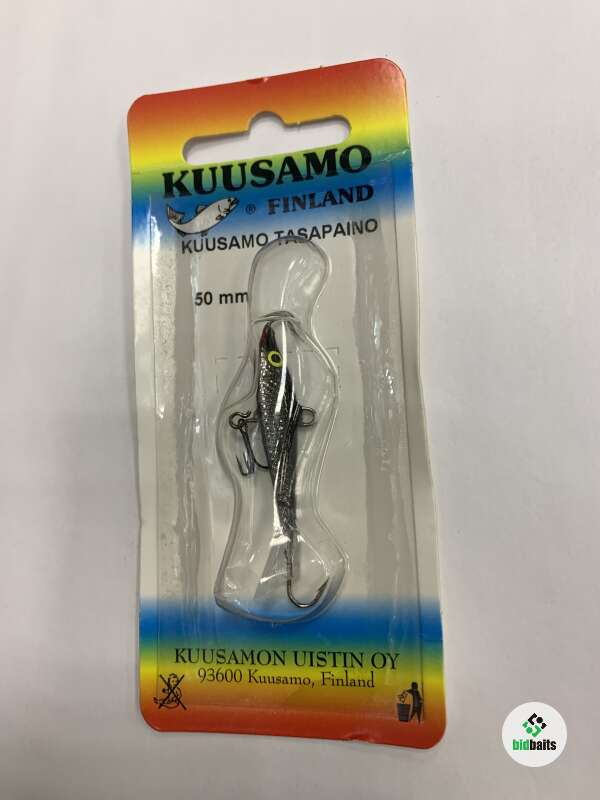 KUUSAMO
® FINLAND
KUUSAMO TASAPAINO
50 mm
KUUSAMON UISTIN OY
93600 Kuusamo, Finland
bidbaits